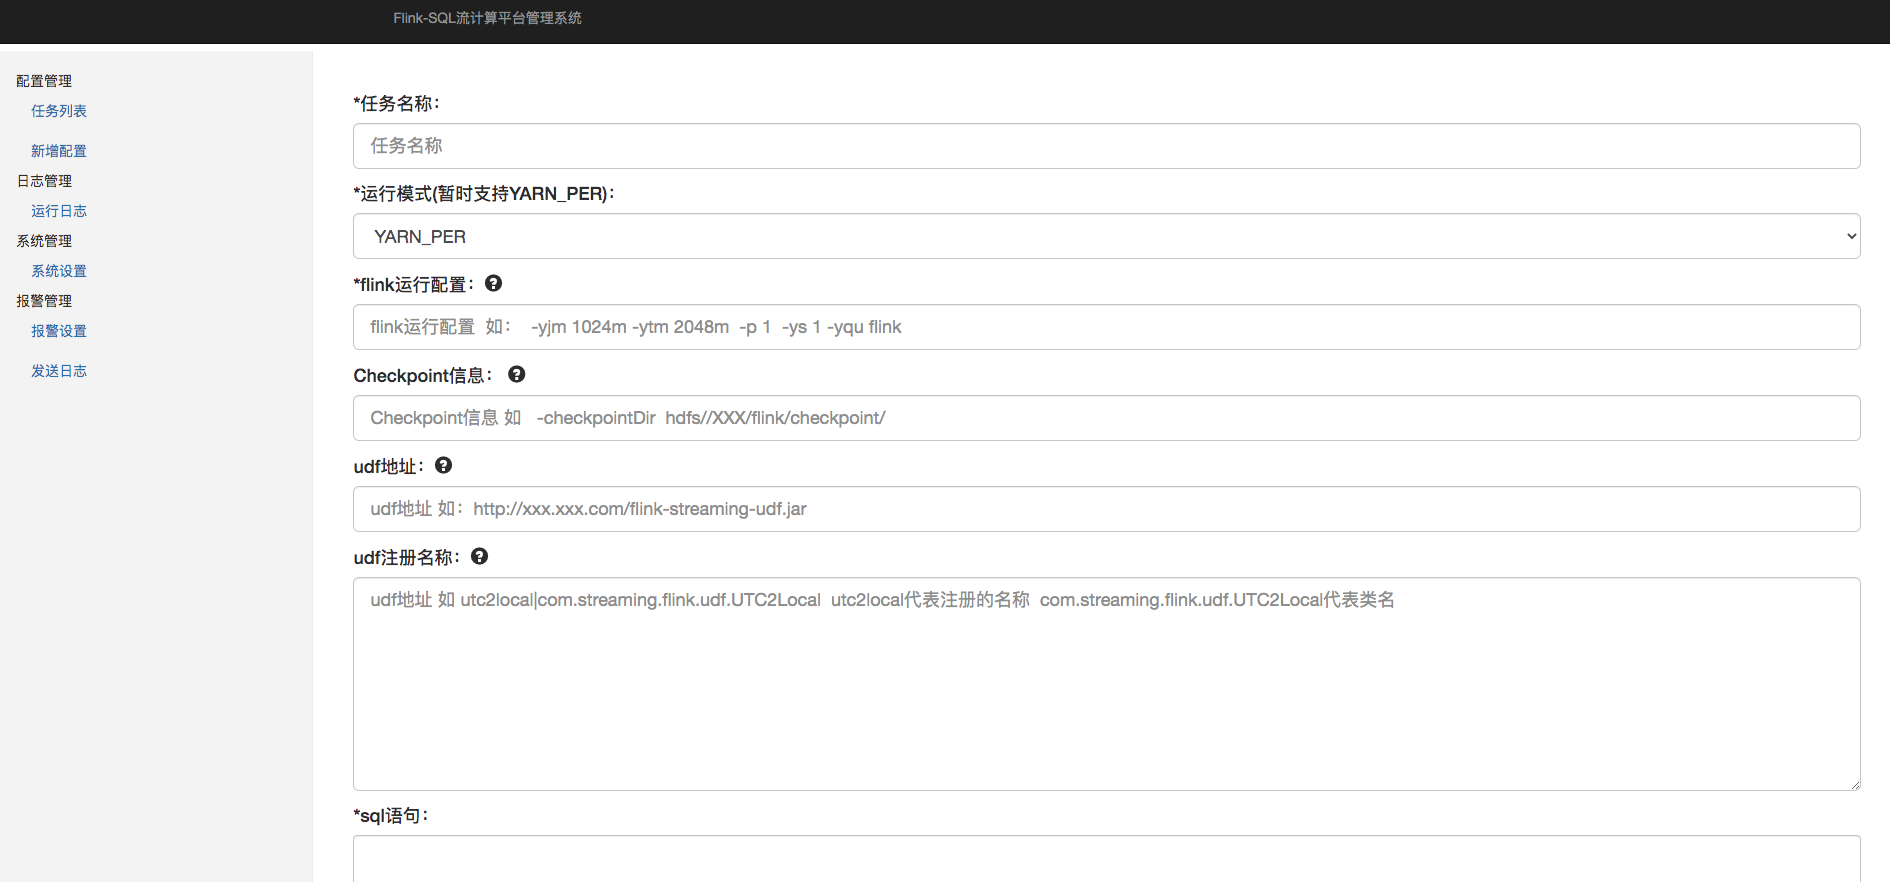 Flink-SQL流计算平台管理系统
配置管理
任务列表
新增配置
日志管理
运行日志
系统管理
系统设置
报警管理
报警设置
发送日志
*任务名称：
任务名称
*运行模式(暂时支持YARN_PER)：
YARN_PER
*flink运行配置：
flink运行配置 如： -yjm 1024m -ytm 2048m -p 1 -ys 1 -yqu flink
Checkpoint信息：
Checkpoint信息 如 -checkpointDir hdfs//XXX/flink/checkpoint/
udf地址：
udf地址 如：http://xxx.xxx.com/flink-streaming-udf.jar
udf注册名称：
udf地址 如 utc2local|com.streaming.flink.udf.UTC2Local utc2local代表注册的名称 com.streaming.flink.udf.UTC2Local代表类名
*sql语句：